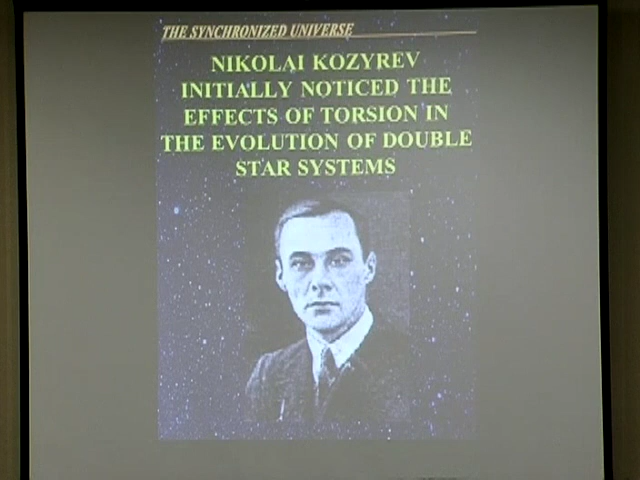 THE SYNCHRONIZED UNIVERSE
NIKOLAI KOZYREV
INITIALLY NOTICED THE
EFFECTS OF TORSION IN
THE EVOLUTION OF DOUBLE
STAR SYSTEMS